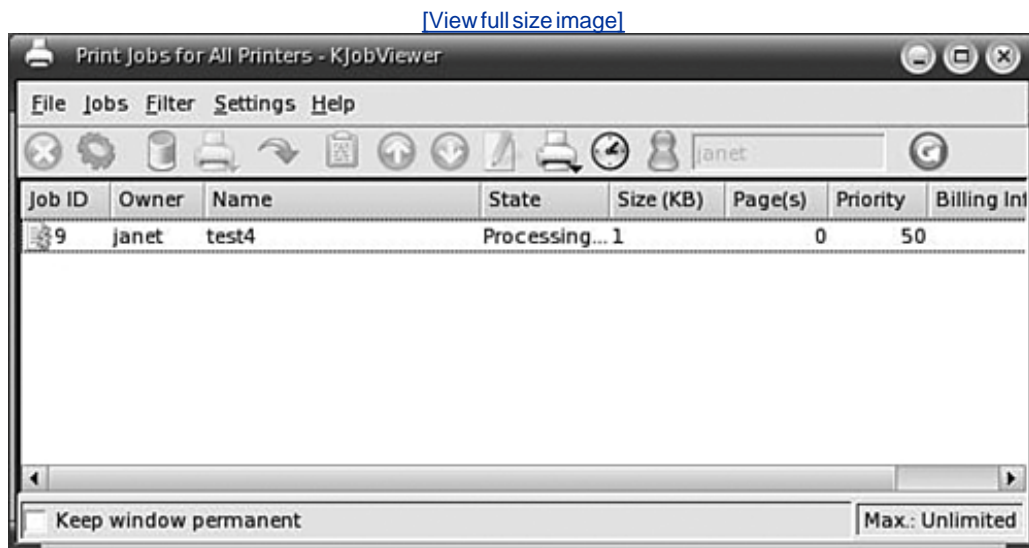 [View full size image]
Print Jobs for All Printers - KJobViewer
File Jobs Filter Settings Help
janet
Job ID Owner Name State Size (KB) Page(s) Priority Billing Inf
9 janet test4 Processing... 1 0 50
Keep window permanent Max.: Unlimited